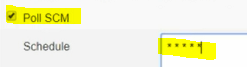 Poll SCM
Schedule * * * * *